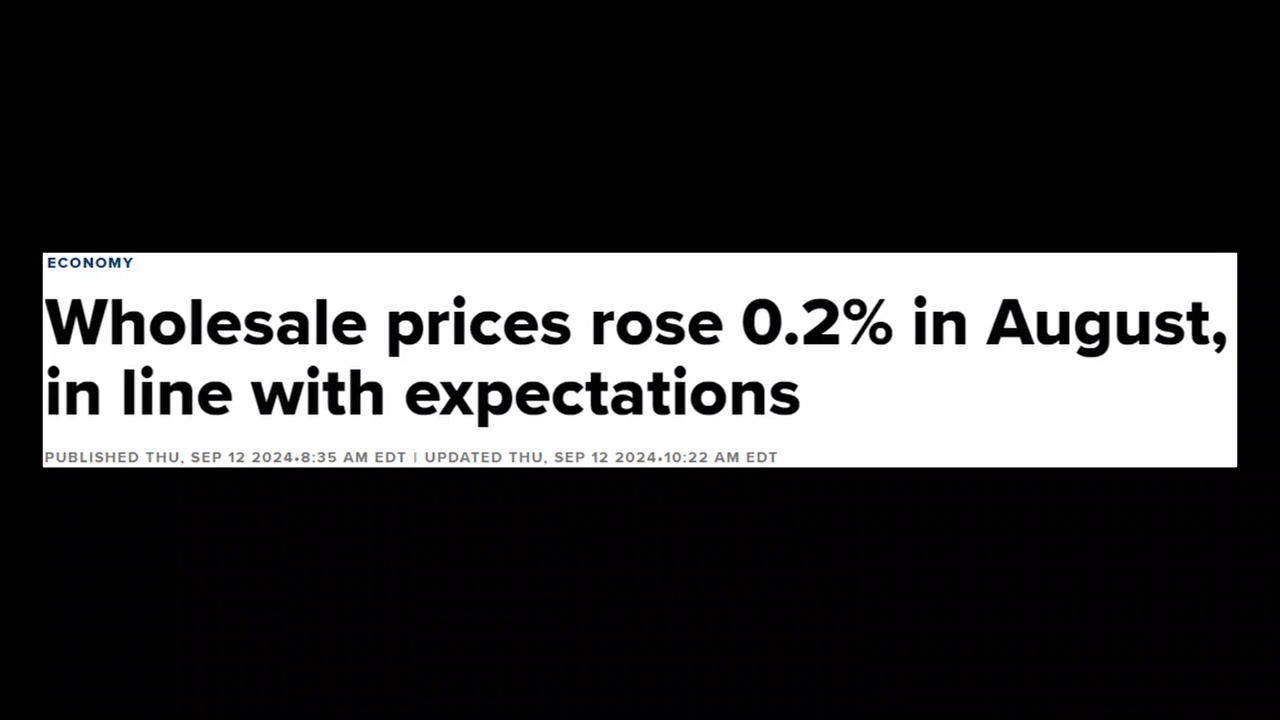 ECONOMY
Wholesale prices rose 0.2% in August,
in line with expectations
PUBLISHED THU, SEP 12 2024•8:35 AM EDT | UPDATED THU, SEP 12 2024•10:22 AM EDT